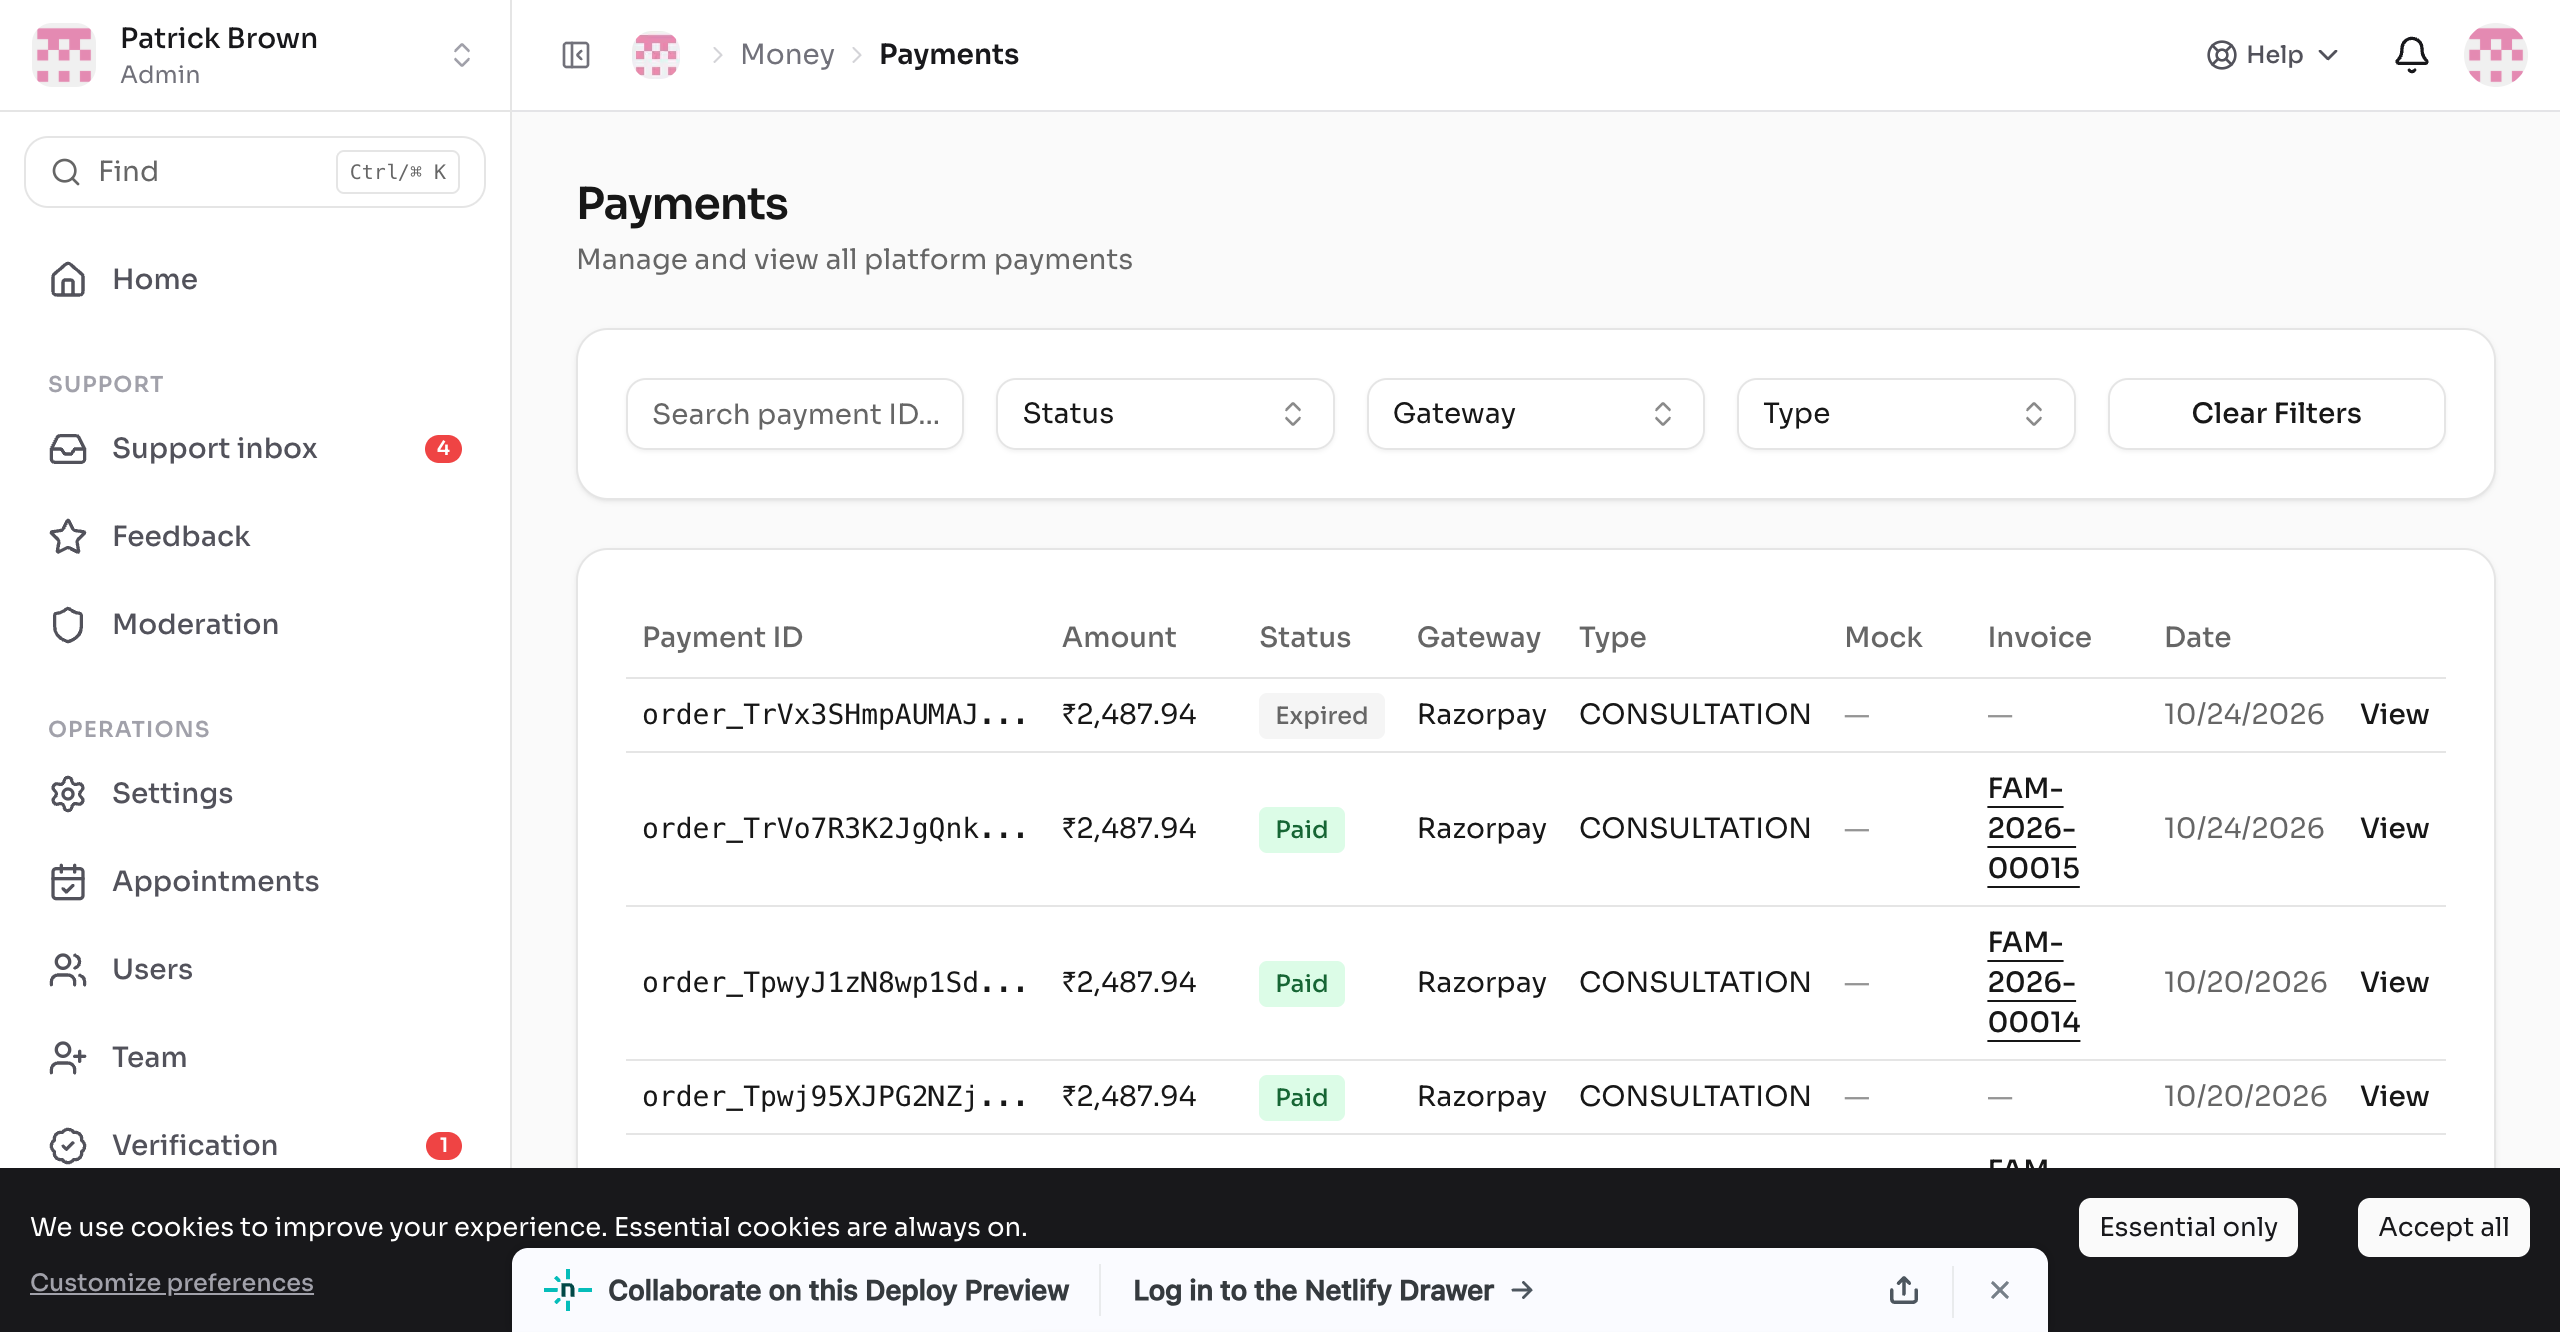 Patrick Brown
Admin
Find
Ctrl/⌘ K
Home
SUPPORT
Support inbox 4
Feedback
Moderation
OPERATIONS
Settings
Appointments
Users
Team
Verification 1
Money > Payments
Help
Payments
Manage and view all platform payments
Search payment ID... Status Gateway Type Clear Filters
Payment ID Amount Status Gateway Type Mock Invoice Date
order_TrVx3SHmpAUMAJ... ₹2,487.94 Expired Razorpay CONSULTATION — — 10/24/2026 View
order_TrVo7R3K2JgQnk... ₹2,487.94 Paid Razorpay CONSULTATION — FAM-2026-00015 10/24/2026 View
order_TpwyJ1zN8wp1Sd... ₹2,487.94 Paid Razorpay CONSULTATION — FAM-2026-00014 10/20/2026 View
order_Tpwj95XJPG2NZj... ₹2,487.94 Paid Razorpay CONSULTATION — — 10/20/2026 View
We use cookies to improve your experience. Essential cookies are always on.
Customize preferences
Essential only
Accept all
Collaborate on this Deploy Preview
Log in to the Netlify Drawer →